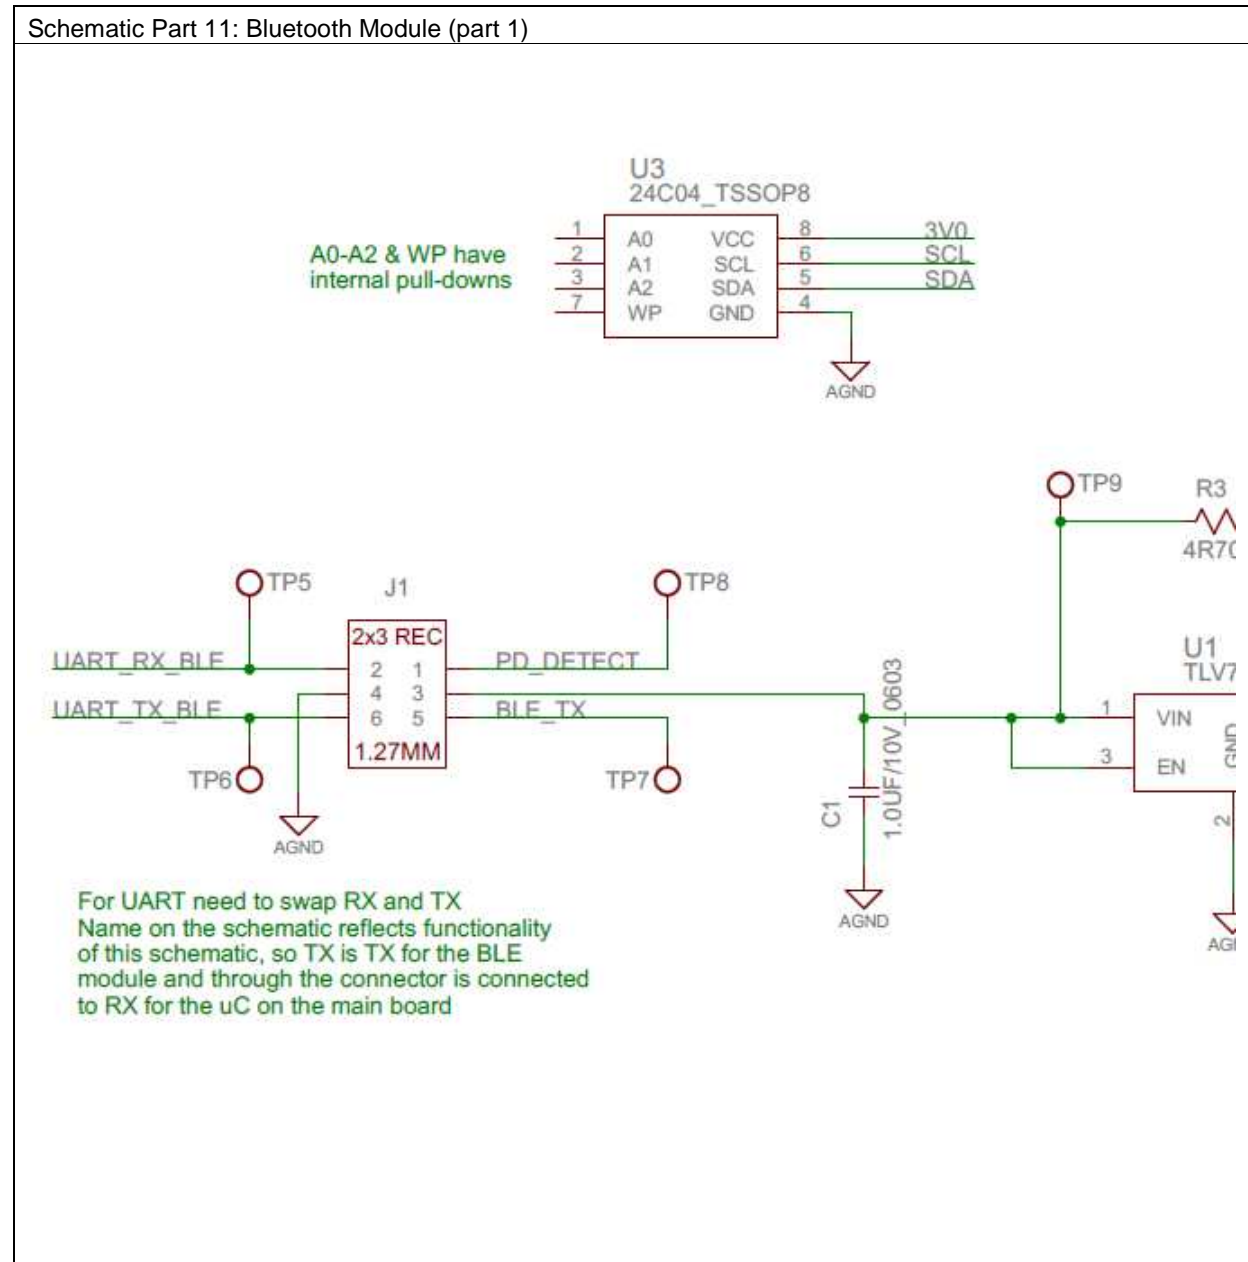 Schematic Part 11: Bluetooth Module (part 1)
U3
24C04_TSSOP8
A0-A2 & WP have
internal pull-downs
1 A0 VCC 8 3V0
2 A1 SCL 6 SCL
3 A2 SDA 5 SDA
7 WP GND 4
AGND
TP9
R3
4R70
TP5
J1
TP8
2x3 REC
UART_RX_BLE 2 1 PD_DETECT
4 3
UART_TX_BLE 6 5 BLE_TX
1.27MM
TP6
TP7
AGND
C1
1.0UF/10V_0603
AGND
U1
TLV7
1 VIN
3 EN
GND
2
AG
For UART need to swap RX and TX
Name on the schematic reflects functionality
of this schematic, so TX is TX for the BLE
module and through the connector is connected
to RX for the uC on the main board